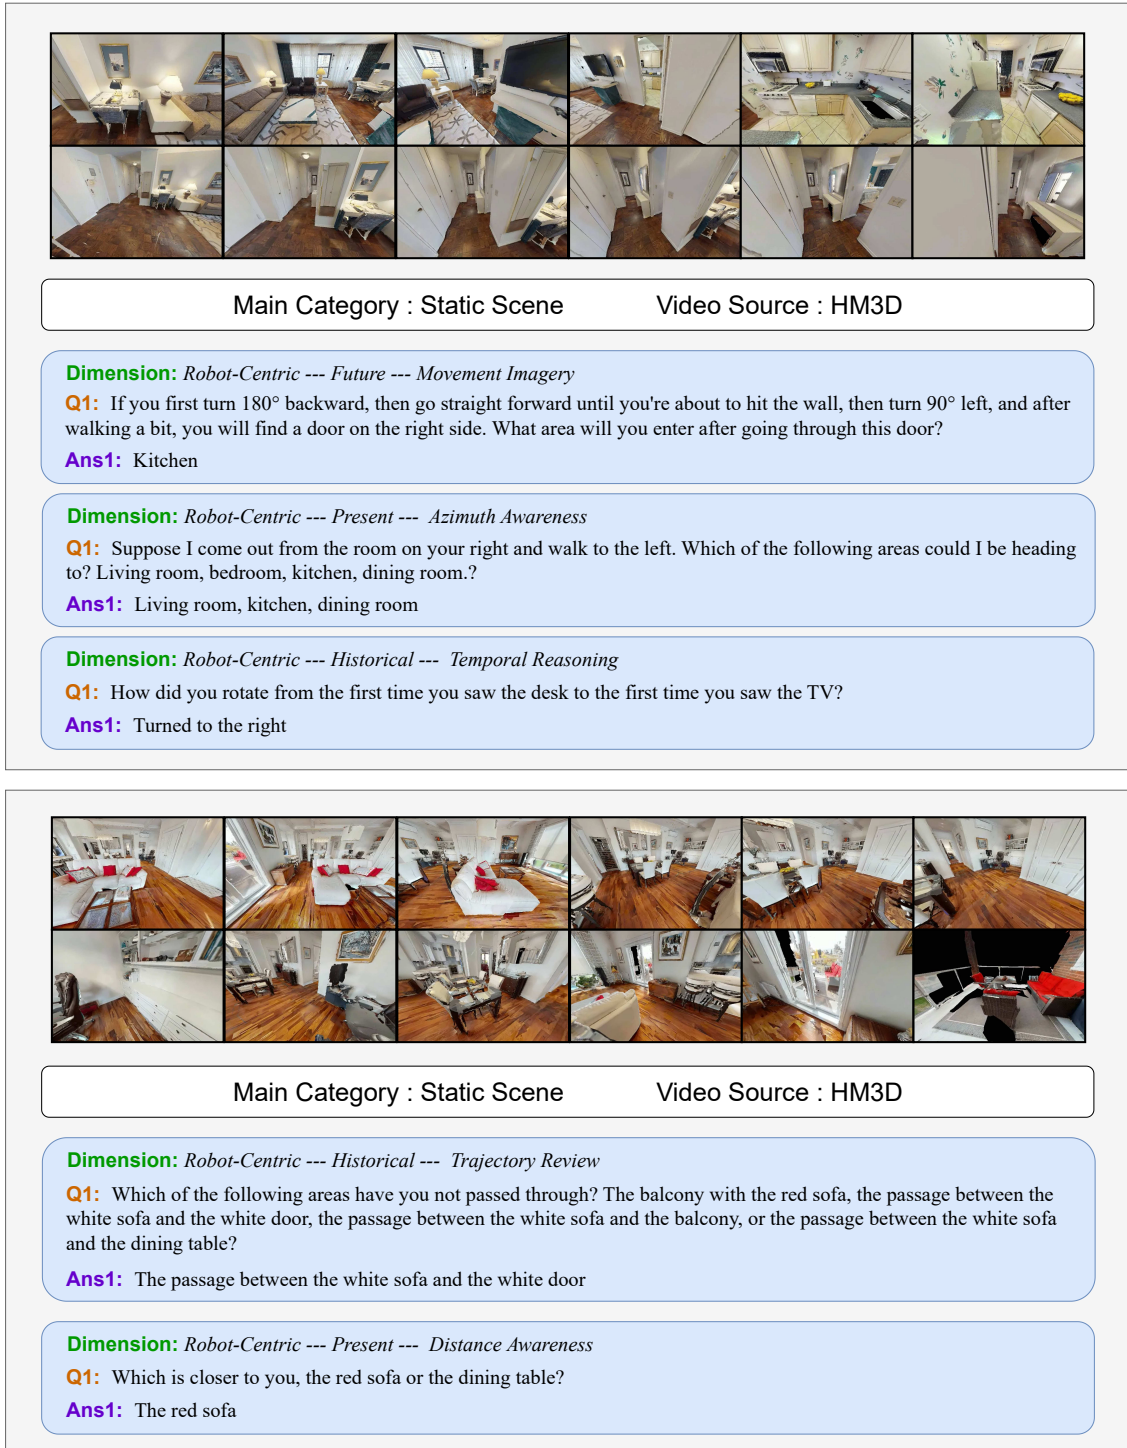 Main Category : Static Scene Video Source : HM3D
Dimension: Robot-Centric --- Future --- Movement Imagery
Q1: If you first turn 180° backward, then go straight forward until you're about to hit the wall, then turn 90° left, and after
walking a bit, you will find a door on the right side. What area will you enter after going through this door?
Ans1: Kitchen
Dimension: Robot-Centric --- Present --- Azimuth Awareness
Q1: Suppose I come out from the room on your right and walk to the left. Which of the following areas could I be heading
to? Living room, bedroom, kitchen, dining room.?
Ans1: Living room, kitchen, dining room
Dimension: Robot-Centric --- Historical --- Temporal Reasoning
Q1: How did you rotate from the first time you saw the desk to the first time you saw the TV?
Ans1: Turned to the right
Main Category : Static Scene Video Source : HM3D
Dimension: Robot-Centric --- Historical --- Trajectory Review
Q1: Which of the following areas have you not passed through? The balcony with the red sofa, the passage between the
white sofa and the white door, the passage between the white sofa and the balcony, or the passage between the white sofa
and the dining table?
Ans1: The passage between the white sofa and the white door
Dimension: Robot-Centric --- Present --- Distance Awareness
Q1: Which is closer to you, the red sofa or the dining table?
Ans1: The red sofa